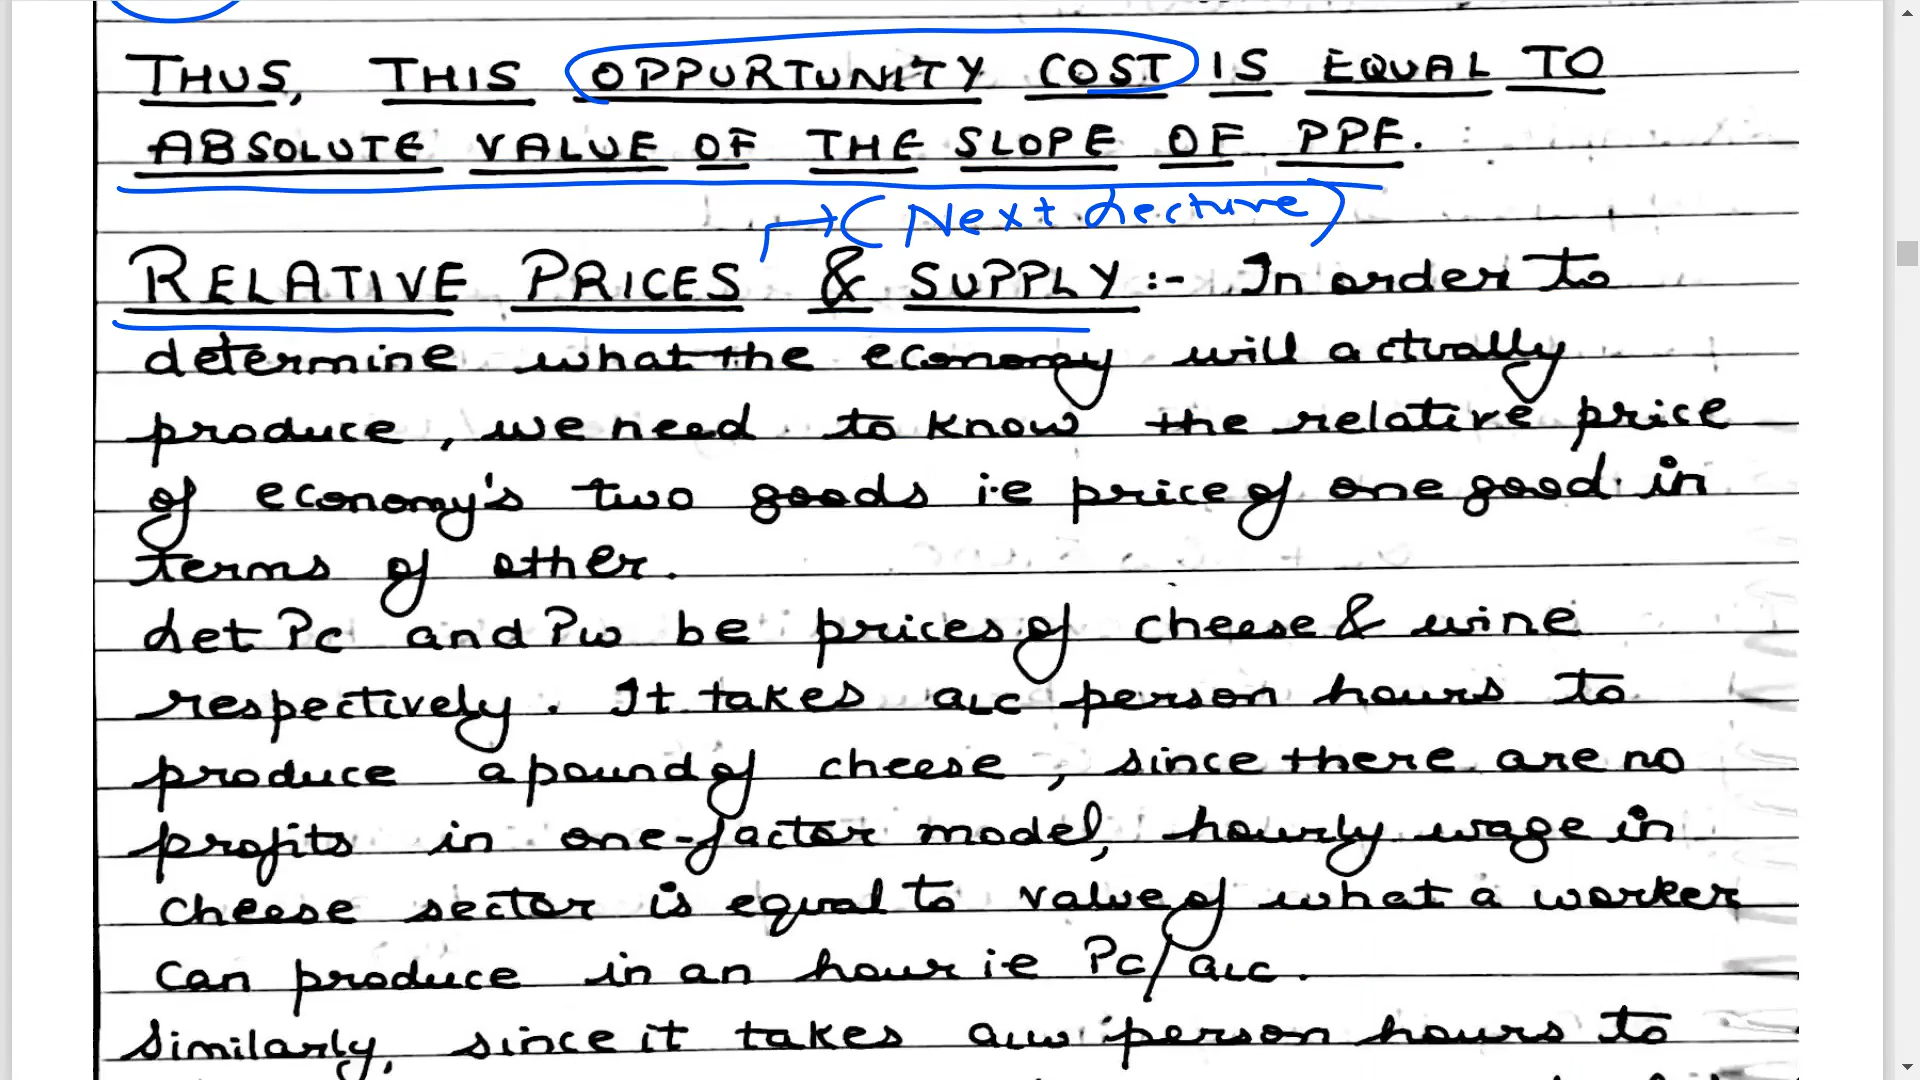 THUS, THIS OPPURTUNITY COST IS EQUAL TO
ABSOLUTE VALUE OF THE SLOPE OF PPF.
(Next Lecture)
RELATIVE PRICES & SUPPLY :- In order to
determine what the economy will actually
produce, we need to know the relative price
of economy's two goods i.e price of one good in
terms of other.
Let Pc and Pw be prices of cheese & wine
respectively. It takes aLc person hours to
produce a pound of cheese, since there are no
profits in one-factor model, hourly wage in
cheese sector is equal to value of what a worker
can produce in an hour i.e Pc/aLc.
Similarly, since it takes aLw person hours to